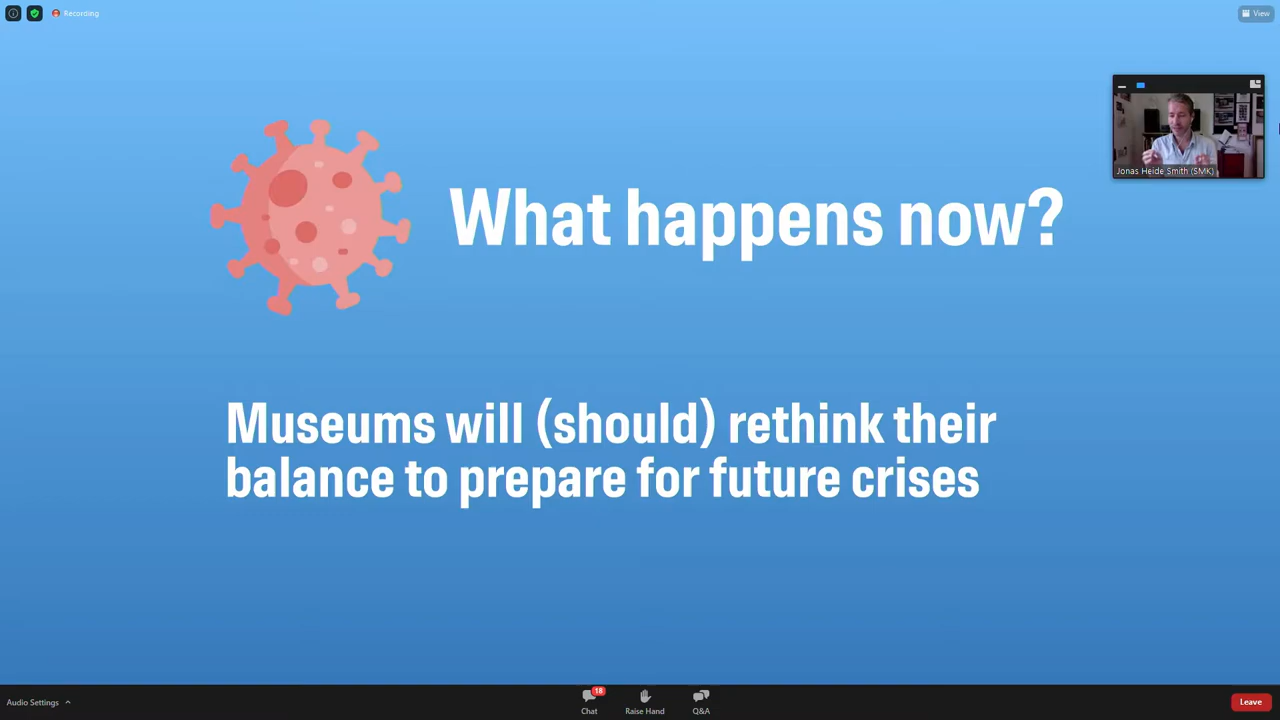 Recording
View
Jonas Heide Smith (SMK)
What happens now?
Museums will (should) rethink their
balance to prepare for future crises
Audio Settings
18
Chat
Raise Hand
Q&A
Leave